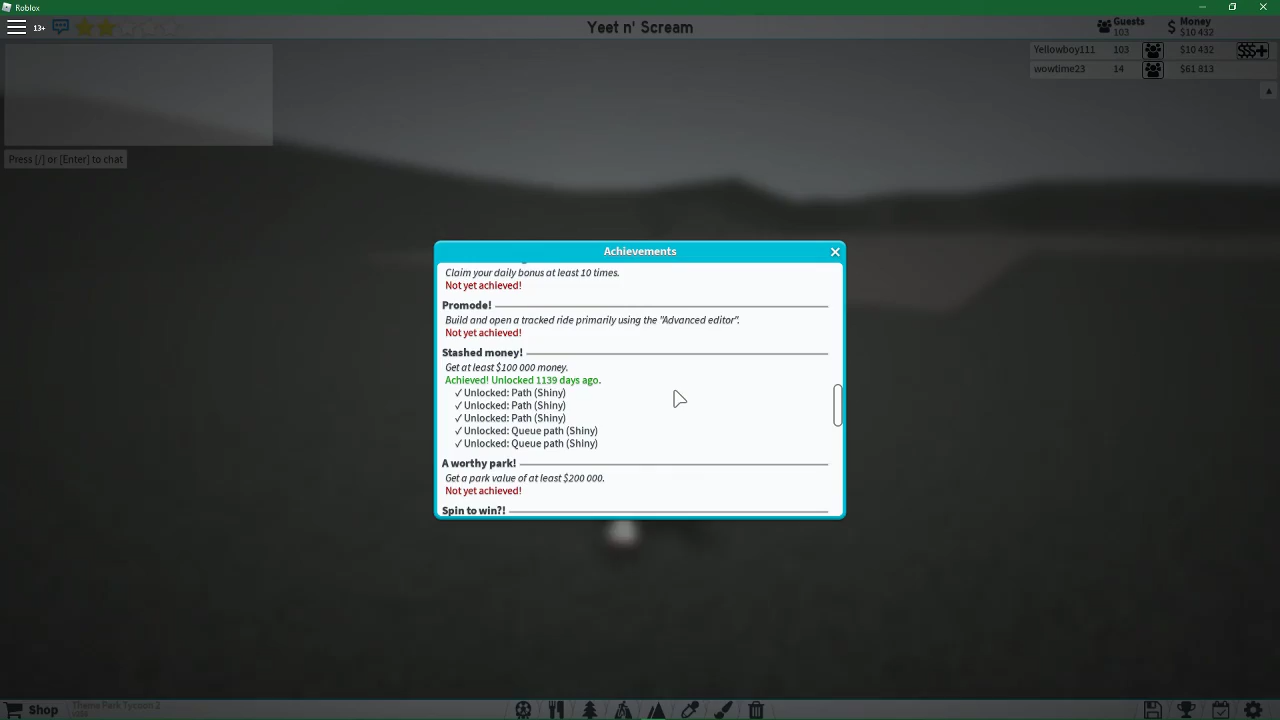 Roblox
13+
Yeet n' Scream
Guests
103
Money
$10 432
Yellowboy111 103 $10 432 $$$+
wowtime23 14 $61 813
Press [/] or [Enter] to chat
Achievements
Claim your daily bonus at least 10 times.
Not yet achieved!
Promode!
Build and open a tracked ride primarily using the "Advanced editor".
Not yet achieved!
Stashed money!
Get at least $100 000 money.
Achieved! Unlocked 1139 days ago.
✓ Unlocked: Path (Shiny)
✓ Unlocked: Path (Shiny)
✓ Unlocked: Path (Shiny)
✓ Unlocked: Queue path (Shiny)
✓ Unlocked: Queue path (Shiny)
A worthy park!
Get a park value of at least $200 000.
Not yet achieved!
Spin to win?!
Shop
Theme Park Tycoon 2